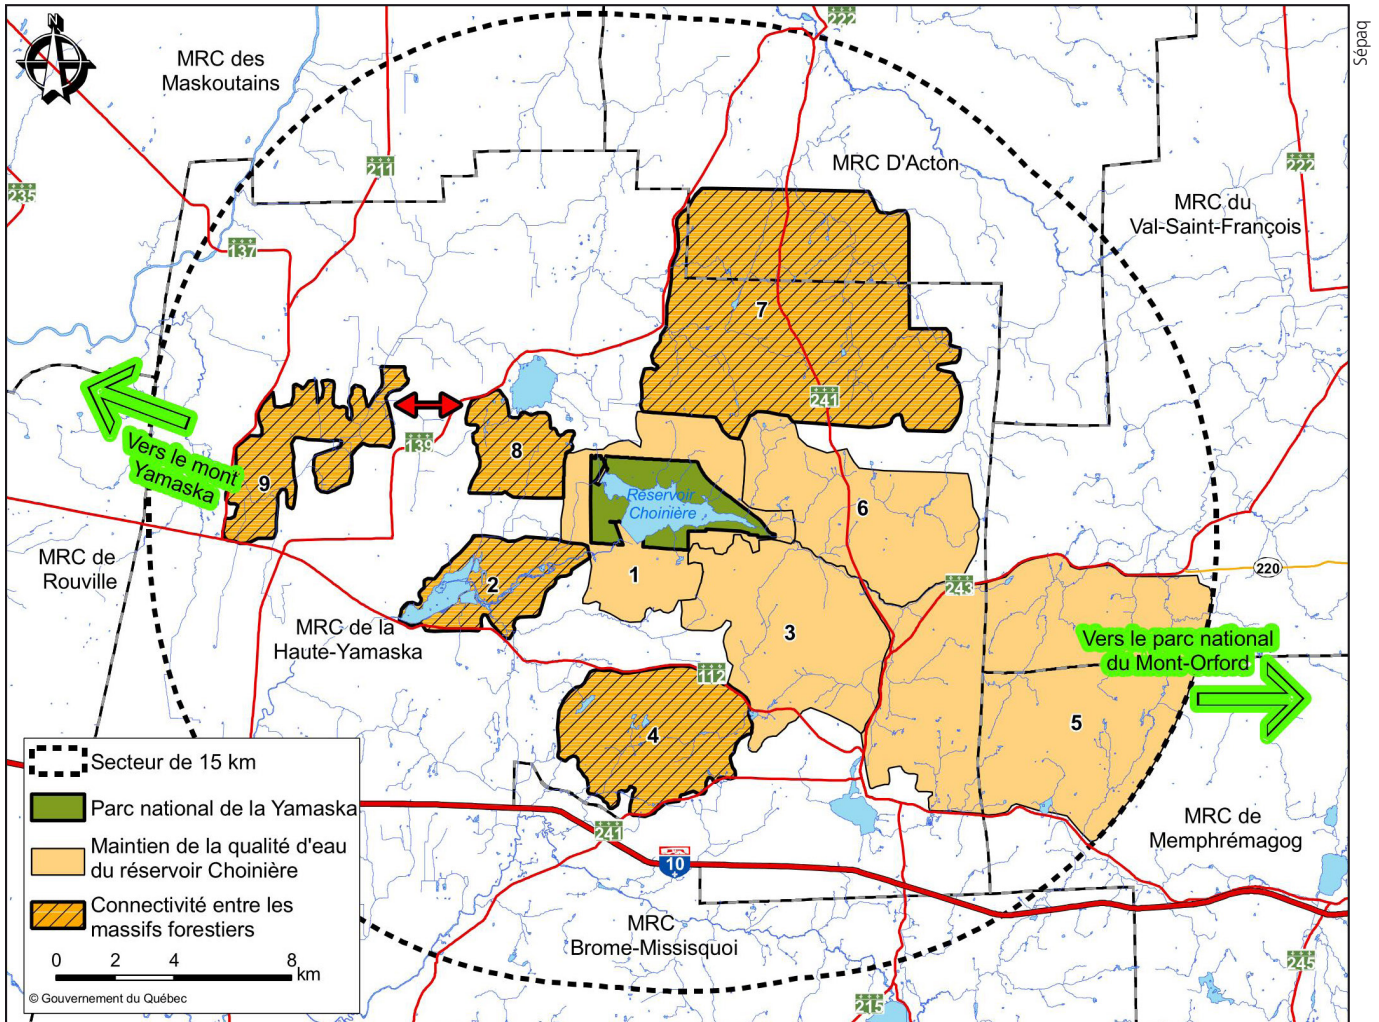 N
Sépaq
222
MRC des
Maskoutains
211
MRC D'Acton
222
235
MRC du
Val-Saint-François
137
7
241
139
Vers le mont
Yamaska
8
9
Réservoir
Choinière
6
MRC de
Rouville
2
1
243
220
MRC de la
Haute-Yamaska
3
Vers le parc national
du Mont-Orford
112
4
5
Secteur de 15 km
Parc national de la Yamaska
Maintien de la qualité d'eau
du réservoir Choinière
Connectivité entre les
massifs forestiers
0 2 4 8
km
© Gouvernement du Québec
241
10
MRC de
Memphrémagog
MRC
Brome-Missisquoi
245
215